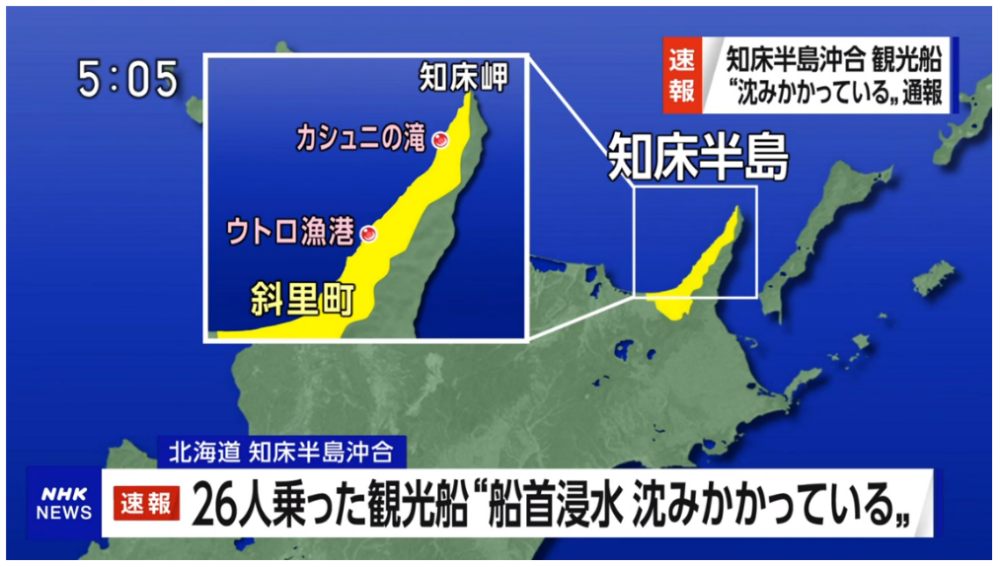 5:05
速報
知床半島沖合 観光船
“沈みかかっている„ 通報
知床岬
カシュニの滝
ウトロ漁港
斜里町
知床半島
北海道 知床半島沖合
NHK
NEWS
速報
26人乗った観光船“船首浸水 沈みかかっている„